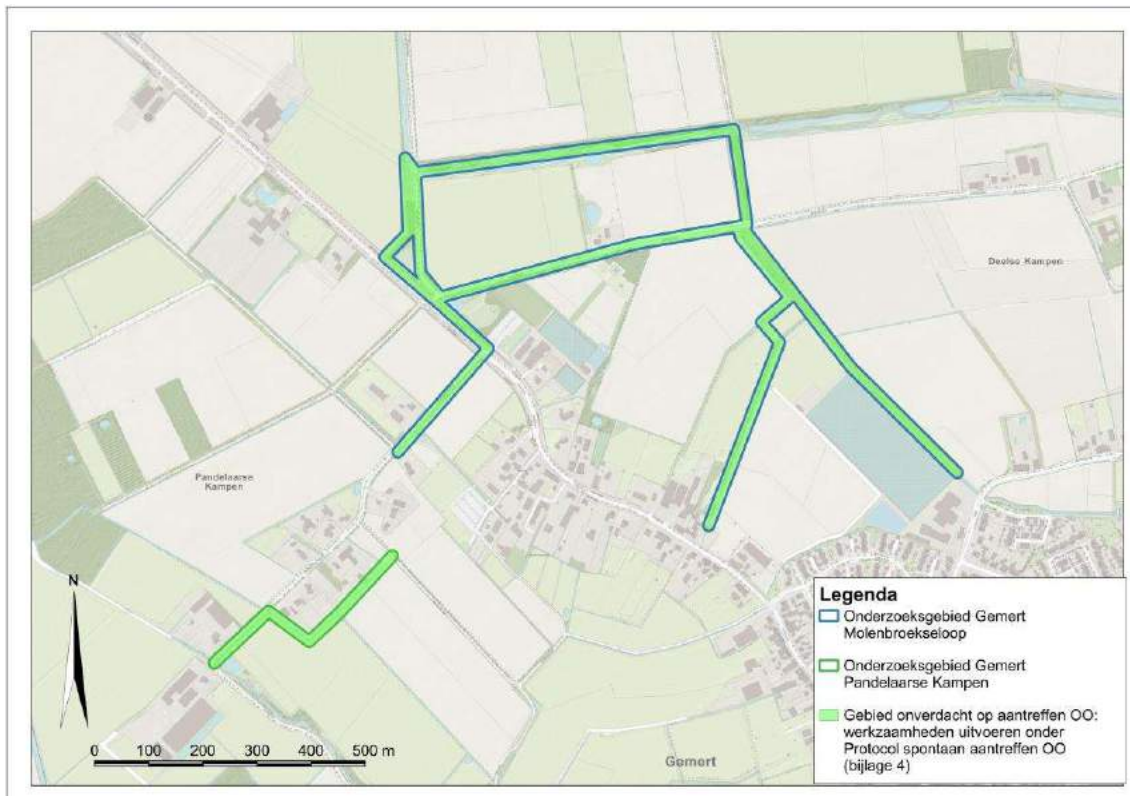 Deelse Kampen
Pandelaarse
Kampen
N
0 100 200 300 400 500 m
Gemert
Legenda
Onderzoeksgebied Gemert
Molenbroekseloop
Onderzoeksgebied Gemert
Pandelaarse Kampen
Gebied onverdacht op aantreffen OO:
werkzaamheden uitvoeren onder
Protocol spontaan aantreffen OO
(bijlage 4)